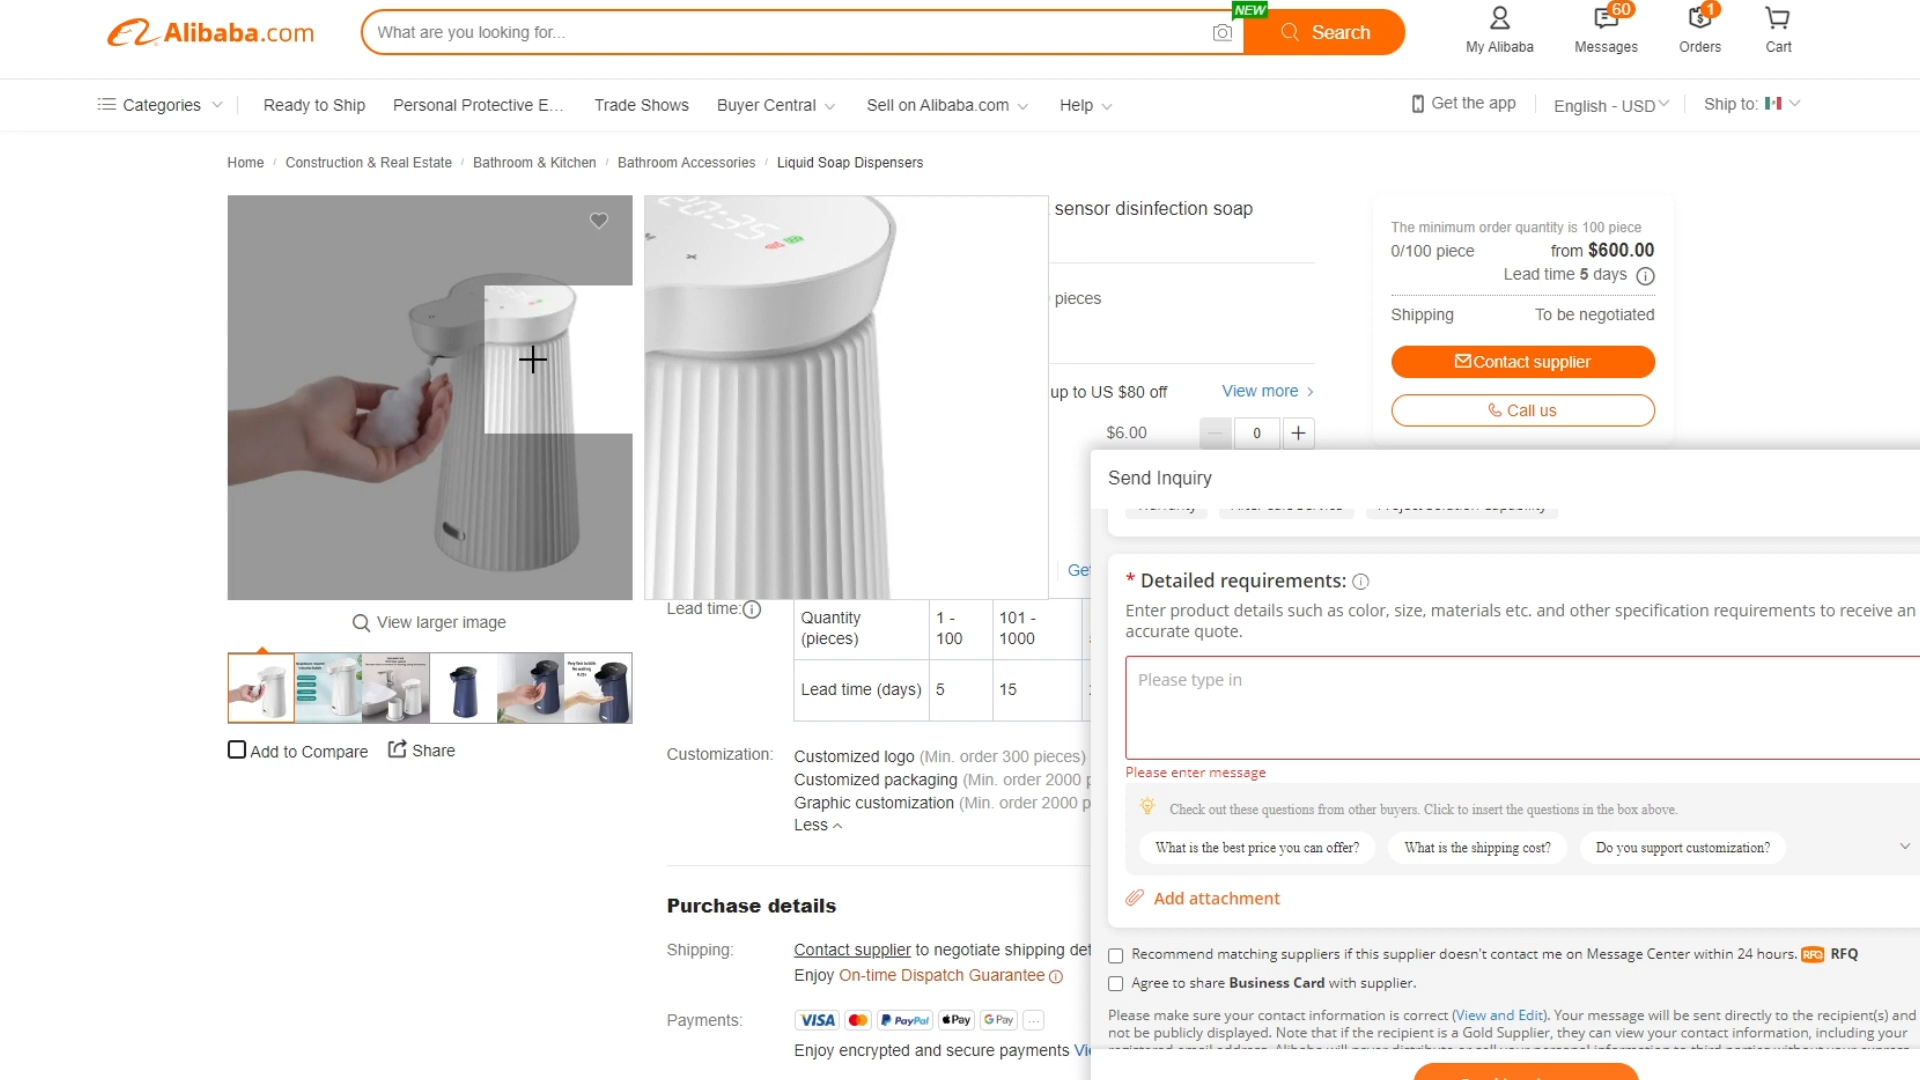 Alibaba.com
What are you looking for...
NEW
Search
My Alibaba
60
Messages
1
Orders
Cart
Categories
Ready to Ship
Personal Protective E...
Trade Shows
Buyer Central
Sell on Alibaba.com
Help
Get the app
English - USD
Ship to:
Home / Construction & Real Estate / Bathroom & Kitchen / Bathroom Accessories / Liquid Soap Dispensers
20:35
sensor disinfection soap
pieces
up to US $80 off
View more
$6.00
0
The minimum order quantity is 100 piece
0/100 piece
from $600.00
Lead time 5 days
Shipping
To be negotiated
Contact supplier
Call us
View larger image
Add to Compare
Share
Lead time:
Quantity (pieces)
1 - 100
101 - 1000
Lead time (days)
5
15
Customization:
Customized logo (Min. order 300 pieces)
Customized packaging (Min. order 2000
Graphic customization (Min. order 2000
Less
Purchase details
Shipping:
Contact supplier to negotiate shipping
Enjoy On-time Dispatch Guarantee
Payments:
VISA
PayPal
Pay
G Pay
...
Enjoy encrypted and secure payments
Send Inquiry
Warranty
After-sale Service
Project Solution Capability
* Detailed requirements:
Enter product details such as color, size, materials etc. and other specification requirements to receive an
accurate quote.
Please type in
Please enter message
Check out these questions from other buyers. Click to insert the questions in the box above.
What is the best price you can offer?
What is the shipping cost?
Do you support customization?
Add attachment
Recommend matching suppliers if this supplier doesn't contact me on Message Center within 24 hours. RFQ RFQ
Agree to share Business Card with supplier.
Please make sure your contact information is correct (View and Edit). Your message will be sent directly to the recipient(s) and
not be publicly displayed. Note that if the recipient is a Gold Supplier, they can view your contact information, including your